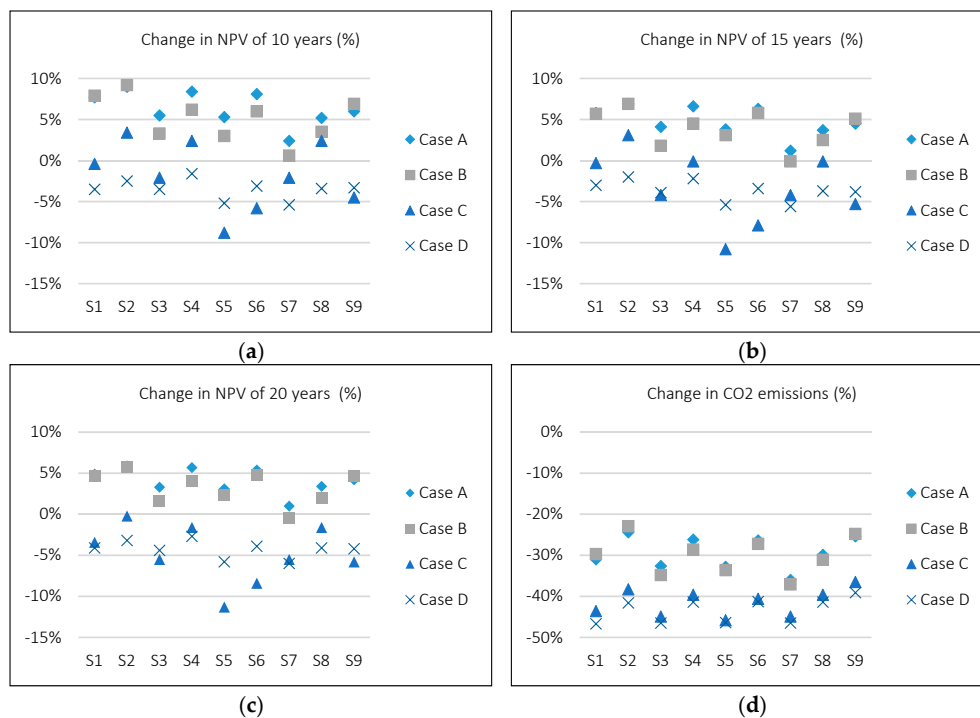 Change in NPV of 10 years (%)
10%
5%
0%
-5%
-10%
-15%
S1 S2 S3 S4 S5 S6 S7 S8 S9
Case A
Case B
Case C
Case D
(a)
Change in NPV of 15 years (%)
10%
5%
0%
-5%
-10%
-15%
S1 S2 S3 S4 S5 S6 S7 S8 S9
Case A
Case B
Case C
Case D
(b)
Change in NPV of 20 years (%)
10%
5%
0%
-5%
-10%
-15%
S1 S2 S3 S4 S5 S6 S7 S8 S9
Case A
Case B
Case C
Case D
(c)
Change in CO2 emissions (%)
0%
-10%
-20%
-30%
-40%
-50%
S1 S2 S3 S4 S5 S6 S7 S8 S9
Case A
Case B
Case C
Case D
(d)